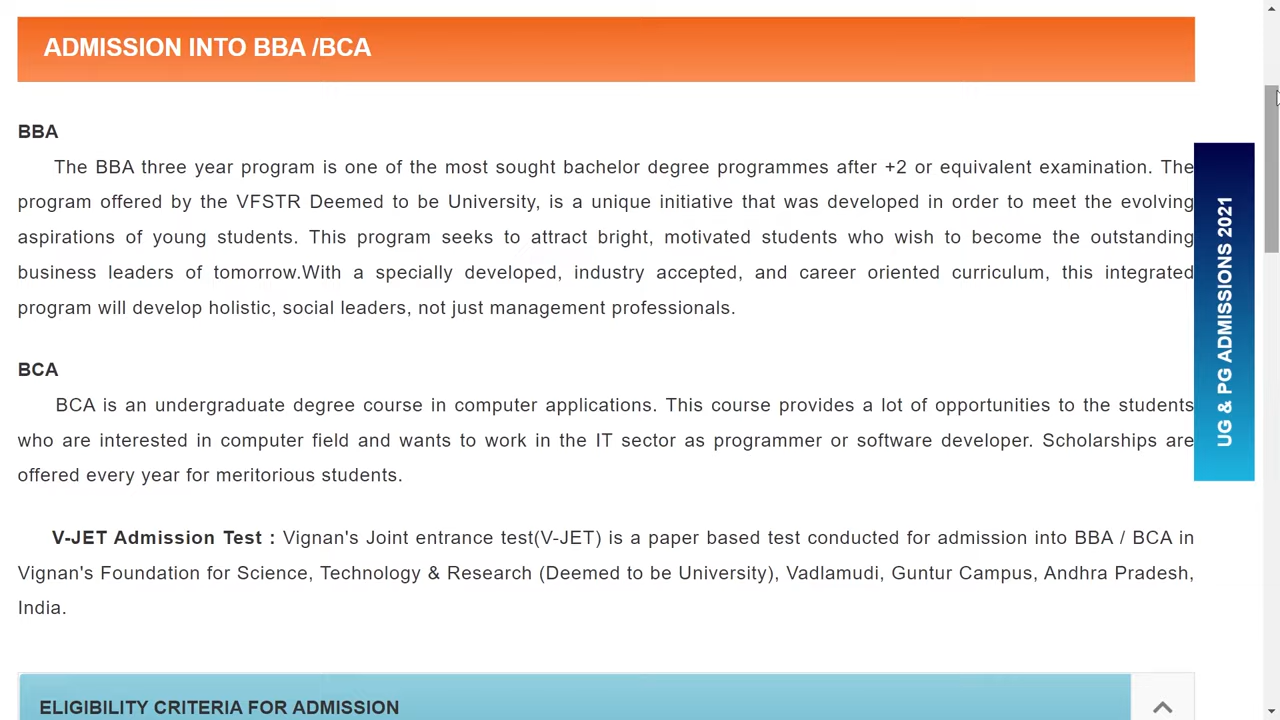 ADMISSION INTO BBA /BCA
BBA
The BBA three year program is one of the most sought bachelor degree programmes after +2 or equivalent examination. The
program offered by the VFSTR Deemed to be University, is a unique initiative that was developed in order to meet the evolving
aspirations of young students. This program seeks to attract bright, motivated students who wish to become the outstanding
business leaders of tomorrow.With a specially developed, industry accepted, and career oriented curriculum, this integrated
program will develop holistic, social leaders, not just management professionals.
BCA
BCA is an undergraduate degree course in computer applications. This course provides a lot of opportunities to the students
who are interested in computer field and wants to work in the IT sector as programmer or software developer. Scholarships are
offered every year for meritorious students.
V-JET Admission Test : Vignan's Joint entrance test(V-JET) is a paper based test conducted for admission into BBA / BCA in
Vignan's Foundation for Science, Technology & Research (Deemed to be University), Vadlamudi, Guntur Campus, Andhra Pradesh,
India.
ELIGIBILITY CRITERIA FOR ADMISSION
UG & PG ADMISSIONS 2021